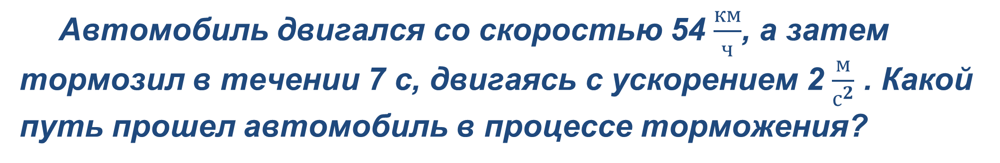 Автомобиль двигался со скоростью 54 км/ч, а затем
тормозил в течении 7 с, двигаясь с ускорением 2 м/с² . Какой
путь прошел автомобиль в процессе торможения?